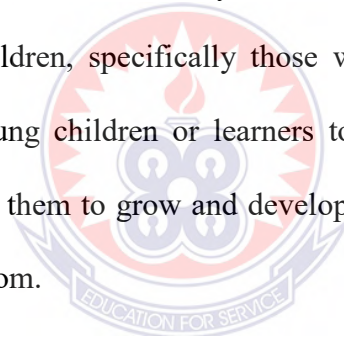 ildren, specifically those w
ung children or learners to
them to grow and develop
om.
EDUCATION FOR SERVICE